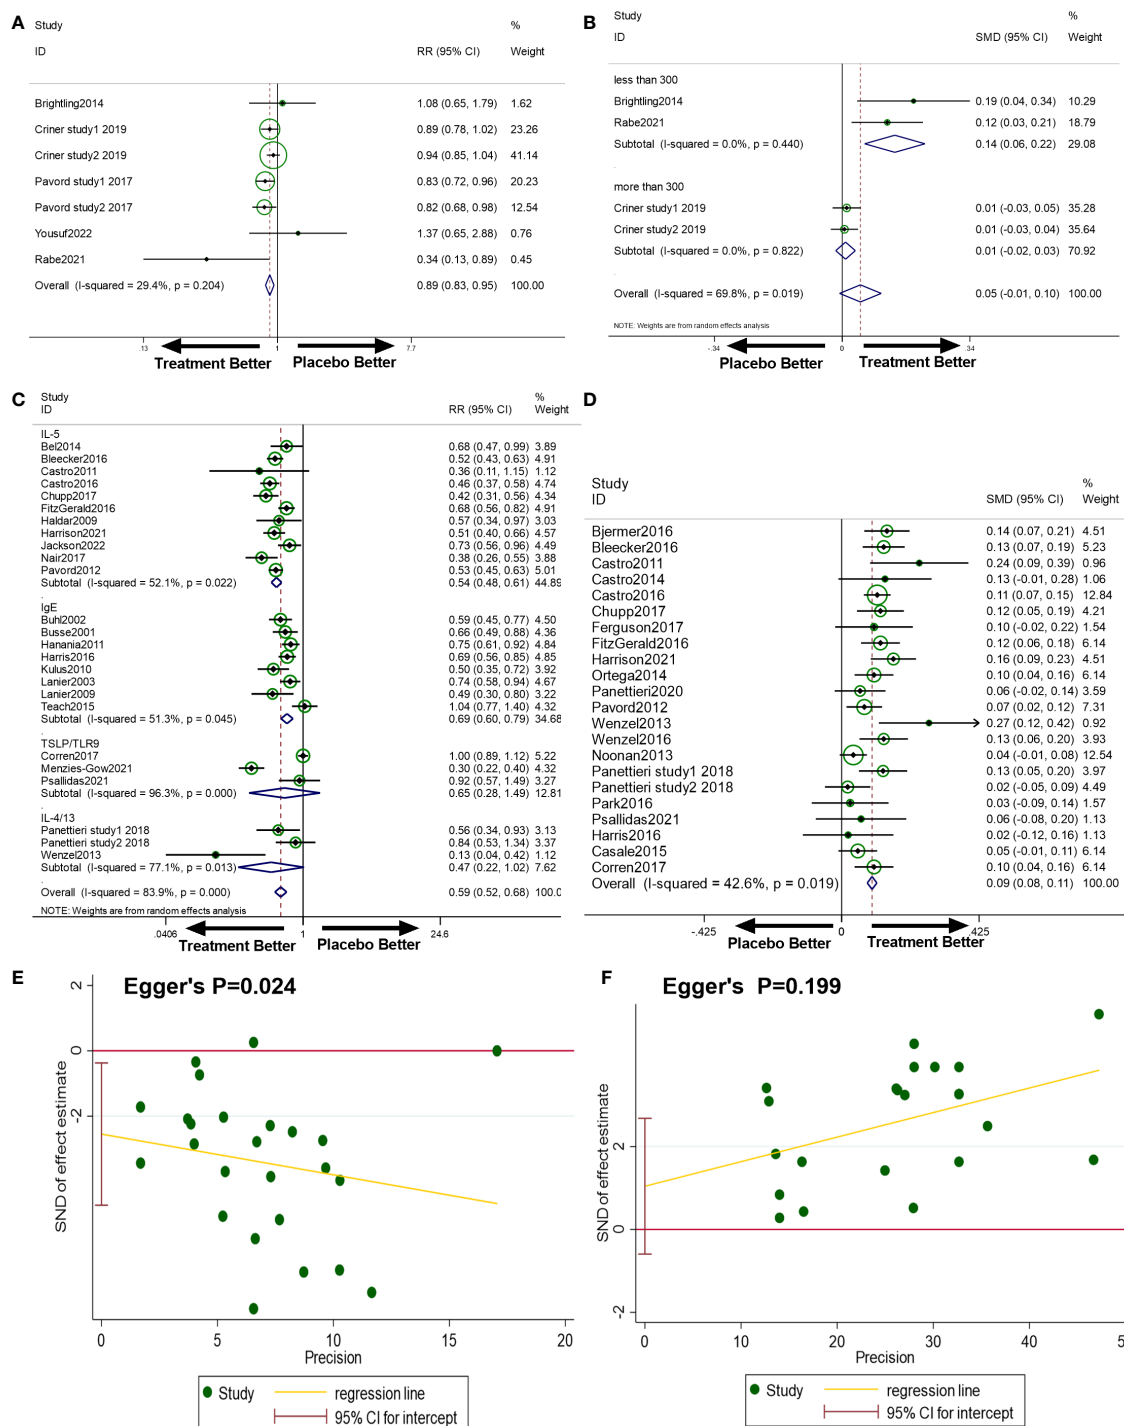 A
Study %
ID RR (95% CI) Weight
Brightling2014 1.08 (0.65, 1.79) 1.62
Criner study1 2019 0.89 (0.78, 1.02) 23.26
Criner study2 2019 0.94 (0.85, 1.04) 41.14
Pavord study1 2017 0.83 (0.72, 0.96) 20.23
Pavord study2 2017 0.82 (0.68, 0.98) 12.54
Yousuf2022 1.37 (0.65, 2.88) 0.76
Rabe2021 0.34 (0.13, 0.89) 0.45
Overall (I-squared = 29.4%, p = 0.204) 0.89 (0.83, 0.95) 100.00
.13 1 7.7
Treatment Better Placebo Better
B
Study %
ID SMD (95% CI) Weight
less than 300
Brightling2014 0.19 (0.04, 0.34) 10.29
Rabe2021 0.12 (0.03, 0.21) 18.79
Subtotal (I-squared = 0.0%, p = 0.440) 0.14 (0.06, 0.22) 29.08
.
more than 300
Criner study1 2019 0.01 (-0.03, 0.05) 35.28
Criner study2 2019 0.01 (-0.03, 0.04) 35.64
Subtotal (I-squared = 0.0%, p = 0.822) 0.01 (-0.02, 0.03) 70.92
.
Overall (I-squared = 69.8%, p = 0.019) 0.05 (-0.01, 0.10) 100.00
NOTE: Weights are from random effects analysis
-.34 0 .34
Placebo Better Treatment Better
C
Study %
ID RR (95% CI) Weight
IL-5
Bel2014 0.68 (0.47, 0.99) 3.89
Bleecker2016 0.52 (0.43, 0.63) 4.91
Castro2011 0.36 (0.11, 1.15) 1.12
Castro2016 0.46 (0.37, 0.58) 4.74
Chupp2017 0.42 (0.31, 0.56) 4.34
FitzGerald2016 0.68 (0.56, 0.82) 4.91
Haldar2009 0.57 (0.34, 0.97) 3.03
Harrison2021 0.51 (0.40, 0.66) 4.57
Jackson2022 0.73 (0.56, 0.96) 4.49
Nair2017 0.38 (0.26, 0.55) 3.88
Pavord2012 0.53 (0.45, 0.63) 5.01
Subtotal (I-squared = 52.1%, p = 0.022) 0.54 (0.48, 0.61) 44.89
.
IgE
Buhl2002 0.59 (0.45, 0.77) 4.50
Busse2001 0.66 (0.49, 0.88) 4.36
Hanania2011 0.75 (0.61, 0.92) 4.84
Harris2016 0.69 (0.56, 0.85) 4.85
Kulus2010 0.50 (0.35, 0.72) 3.92
Lanier2003 0.74 (0.58, 0.94) 4.67
Lanier2009 0.49 (0.30, 0.80) 3.22
Teach2015 1.04 (0.77, 1.40) 4.32
Subtotal (I-squared = 51.3%, p = 0.045) 0.69 (0.60, 0.79) 34.68
.
TSLP/TLR9
Corren2017 1.00 (0.89, 1.12) 5.22
Menzies-Gow2021 0.30 (0.22, 0.40) 4.32
Psallidas2021 0.92 (0.57, 1.49) 3.27
Subtotal (I-squared = 96.3%, p = 0.000) 0.65 (0.28, 1.49) 12.81
.
IL-4/13
Panettieri study1 2018 0.56 (0.34, 0.93) 3.13
Panettieri study2 2018 0.84 (0.53, 1.34) 3.37
Wenzel2013 0.13 (0.04, 0.42) 1.12
Subtotal (I-squared = 77.1%, p = 0.013) 0.47 (0.22, 1.02) 7.62
.
Overall (I-squared = 83.9%, p = 0.000) 0.59 (0.52, 0.68) 100.0
NOTE: Weights are from random effects analysis
.0406 1 24.6
Treatment Better Placebo Better
D
Study %
ID SMD (95% CI) Weight
Bjermer2016 0.14 (0.07, 0.21) 4.51
Bleecker2016 0.13 (0.07, 0.19) 5.23
Castro2011 0.24 (0.09, 0.39) 0.96
Castro2014 0.13 (-0.01, 0.28) 1.06
Castro2016 0.11 (0.07, 0.15) 12.84
Chupp2017 0.12 (0.05, 0.19) 4.21
Ferguson2017 0.10 (-0.02, 0.22) 1.54
FitzGerald2016 0.12 (0.06, 0.18) 6.14
Harrison2021 0.16 (0.09, 0.23) 4.51
Ortega2014 0.10 (0.04, 0.16) 6.14
Panettieri2020 0.06 (-0.02, 0.14) 3.59
Pavord2012 0.07 (0.02, 0.12) 7.31
Wenzel2013 0.27 (0.12, 0.42) 0.92
Wenzel2016 0.13 (0.06, 0.20) 3.93
Noonan2013 0.04 (-0.01, 0.08) 12.54
Panettieri study1 2018 0.13 (0.05, 0.20) 3.97
Panettieri study2 2018 0.02 (-0.05, 0.09) 4.49
Park2016 0.03 (-0.09, 0.14) 1.57
Psallidas2021 0.06 (-0.08, 0.20) 1.13
Harris2016 0.02 (-0.12, 0.16) 1.13
Casale2015 0.05 (-0.01, 0.11) 6.14
Corren2017 0.10 (0.04, 0.16) 6.14
Overall (I-squared = 42.6%, p = 0.019) 0.09 (0.08, 0.11) 100.00
-.425 0 .425
Placebo Better Treatment Better
E
Egger's P=0.024
SND of effect estimate
2
0
-2
0 5 10 15 20
Precision
Study regression line
95% CI for intercept
F
Egger's P=0.199
SND of effect estimate
2
0
-2
0 10 20 30 40 50
Precision
Study regression line
95% CI for intercept